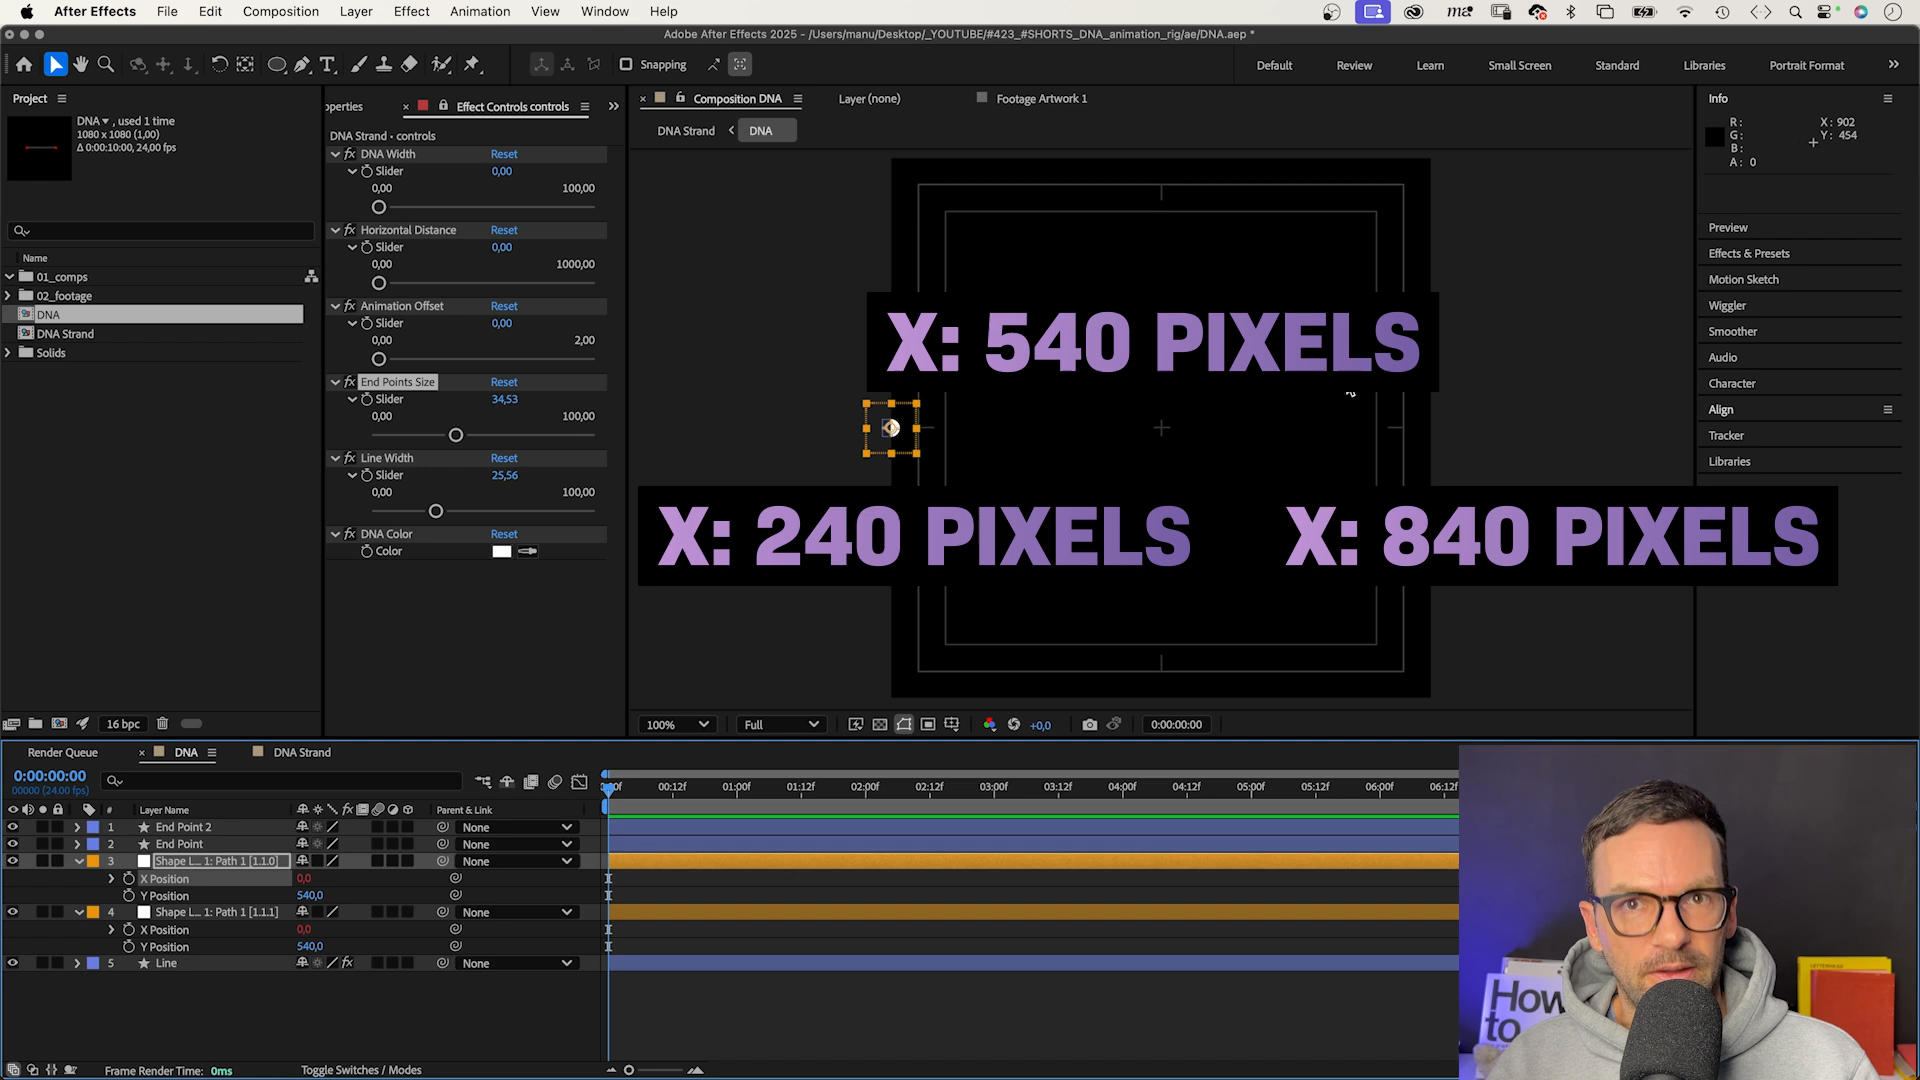 After Effects File Edit Composition Layer Effect Animation View Window Help
Adobe After Effects 2025 - /Users/manu/Desktop/_YOUTUBE/#423_#SHORTS_DNA_animation_rig/ae/DNA.aep *
Snapping
Default Review Learn Small Screen Standard Libraries Portrait Format
Project
DNA , used 1 time
1080 x 1080 (1,00)
Δ 0:00:10:00, 24,00 fps
Name
01_comps
02_footage
DNA
DNA Strand
Solids
16 bpc
operties Effect Controls controls
DNA Strand • controls
fx DNA Width Reset
Slider 0,00
0,00 100,00
fx Horizontal Distance Reset
Slider 0,00
0,00 1000,00
fx Animation Offset Reset
Slider 0,00
0,00 2,00
fx End Points Size Reset
Slider 34,53
0,00 100,00
fx Line Width Reset
Slider 25,56
0,00 100,00
fx DNA Color Reset
Color
Composition DNA Layer (none) Footage Artwork 1
DNA Strand DNA
X: 540 PIXELS
X: 240 PIXELS X: 840 PIXELS
100% Full +0,0 0:00:00:00
Info
R: X: 902
G: Y: 454
B:
A: 0
Preview
Effects & Presets
Motion Sketch
Wiggler
Smoother
Audio
Character
Align
Tracker
Libraries
Render Queue DNA DNA Strand
0:00:00:00
00000 (24.00 fps)
00f 00:12f 01:00f 01:12f 02:00f 02:12f 03:00f 03:12f 04:00f 04:12f 05:00f 05:12f 06:00f 06:12f
# Layer Name fx Parent & Link
1 End Point 2 None
2 End Point None
3 Shape L... 1: Path 1 [1.1.0] None
X Position 0,0
Y Position 540,0
4 Shape L... 1: Path 1 [1.1.1] None
X Position 0,0
Y Position 540,0
5 Line fx None
Frame Render Time: 0ms Toggle Switches / Modes
How
to